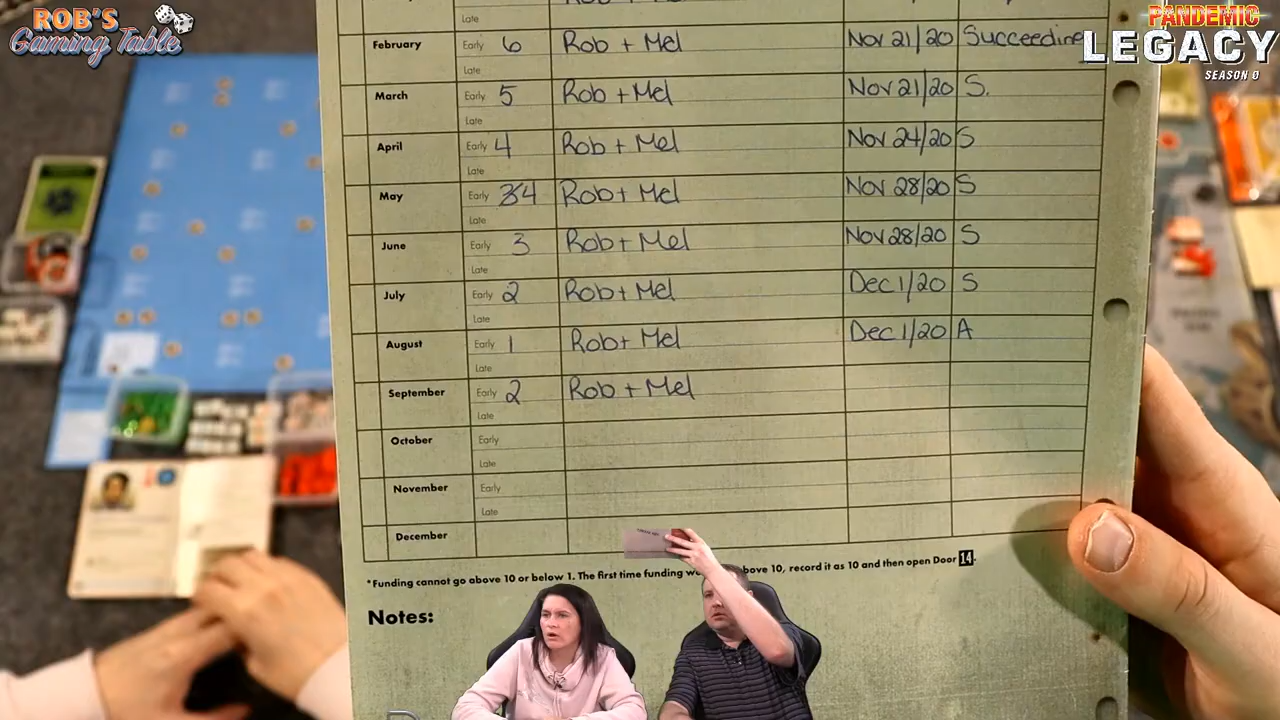 ROB'S
Gaming Table
PANDEMIC
LEGACY
SEASON 0
Late
February Early 6 Rob + Mel Nov 21/20 Succeeding
Late
March Early 5 Rob + Mel Nov 21/20 S.
Late
April Early 4 Rob + Mel Nov 24/20 S
Late
May Early 4 Rob + Mel Nov 28/20 S
Late
June Early 3 Rob + Mel Nov 28/20 S
Late
July Early 2 Rob + Mel Dec 1/20 S
Late
August Early 1 Rob + Mel Dec 1/20 A
Late
September Early 2 Rob + Mel
Late
October Early
Late
November Early
Late
December
*Funding cannot go above 10 or below 1. The first time funding above 10, record it as 10 and then open Door 14.
Notes: